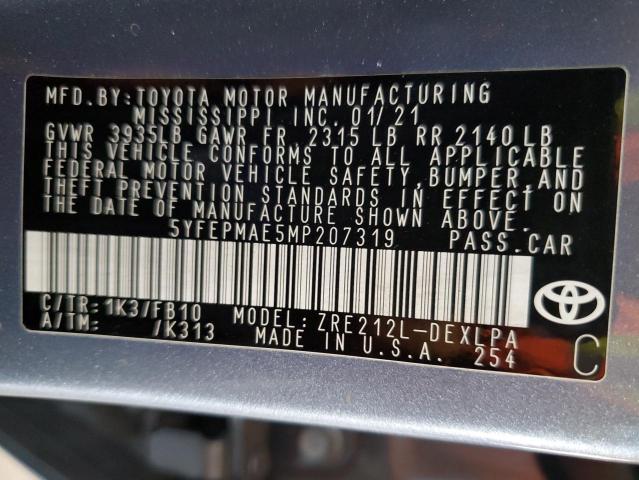 MFD.BY:TOYOTA MOTOR MANUFACTURING
MISSISSIPPI INC. 01/21
GVWR 3935LB GAWR FR 2315 LB RR 2140LB
THIS VEHICLE CONFORMS TO ALL APPLICABLE
FEDERAL MOTOR VEHICLE SAFETY, BUMPER, AND
THEFT PREVENTION STANDARDS IN EFFECT ON
THE DATE OF MANUFACTURE SHOWN ABOVE.
5YFEPMAE5MP207319 PASS.CAR
C/TR:1K3/FB10 MODEL: ZRE212L-DEXLPA
A/TM: /K313 MADE IN U.S.A. 254
C